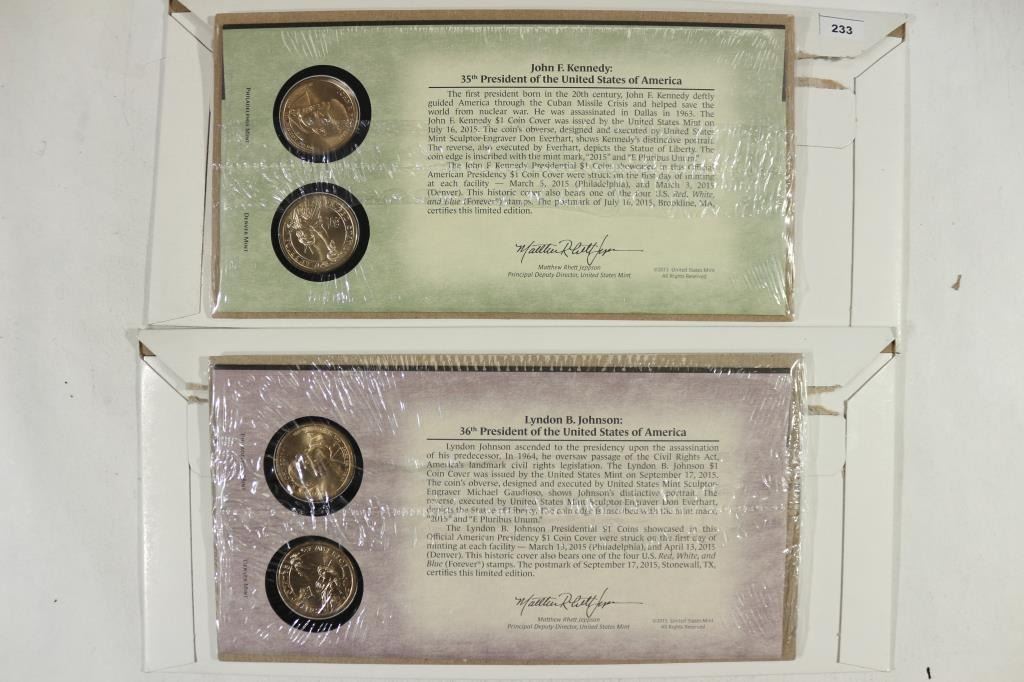 233
John F. Kennedy:
35th President of the United States of America
The first president born in the 20th century, John F. Kennedy deftly
guided America through the Cuban Missile Crisis and helped save the
world from nuclear war. He was assassinated in Dallas in 1963. The
John F. Kennedy $1 Coin Cover was issued by the United States Mint on
July 16, 2015. The coin's obverse, designed and executed by United States
Mint Sculptor-Engraver Don Everhart, shows Kennedy's distinctive portrait.
The reverse, also executed by Everhart, depicts the Statue of Liberty. The
coin edge is inscribed with the mint mark, "2015" and "E Pluribus Unum."
The John F. Kennedy Presidential $1 Coins showcased in this Official
American Presidency $1 Coin Cover were struck on the first day of minting
at each facility — March 5, 2015 (Philadelphia), and March 3, 2015
(Denver). This historic cover also bears one of the four U.S. Red, White,
and Blue (Forever®) stamps. The postmark of July 16, 2015, Brookline, MA,
certifies this limited edition.
Philadelphia Mint
Denver Mint
Matthew Rhett Jeppson
Principal Deputy Director, United States Mint
©2015 United States Mint
All Rights Reserved
Lyndon B. Johnson:
36th President of the United States of America
Lyndon Johnson ascended to the presidency upon the assassination
of his predecessor. In 1964, he oversaw passage of the Civil Rights Act,
America's landmark civil rights legislation. The Lyndon B. Johnson $1
Coin Cover was issued by the United States Mint on September 17, 2015.
The coin's obverse, designed and executed by United States Mint Sculptor-
Engraver Michael Gaudioso, shows Johnson's distinctive portrait. The
reverse, executed by United States Mint Sculptor-Engraver Don Everhart,
depicts the Statue of Liberty. The coin edge is inscribed with the mint mark,
"2015" and "E Pluribus Unum."
The Lyndon B. Johnson Presidential $1 Coins showcased in this
Official American Presidency $1 Coin Cover were struck on the first day of
minting at each facility — March 13, 2015 (Philadelphia), and April 13, 2015
(Denver). This historic cover also bears one of the four U.S. Red, White, and
Blue (Forever®) stamps. The postmark of September 17, 2015, Stonewall, TX,
certifies this limited edition.
Denver Mint
Matthew Rhett Jeppson
Principal Deputy Director, United States Mint
©2015 United States Mint
All Rights Reserved